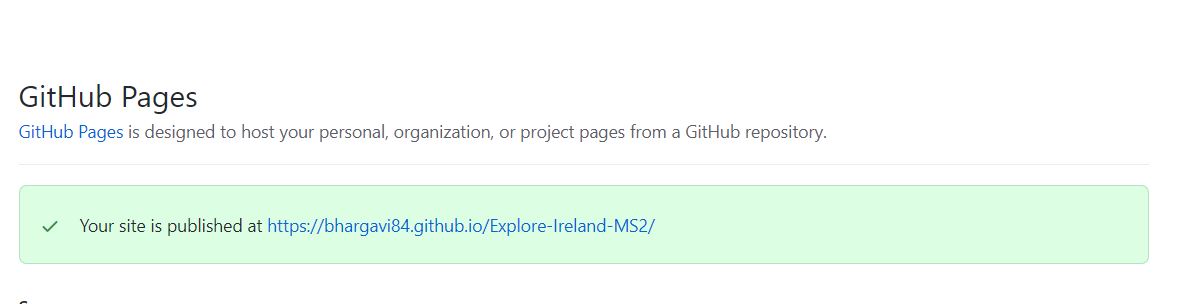 GitHub Pages
GitHub Pages is designed to host your personal, organization, or project pages from a GitHub repository.
Your site is published at https://bhargavi84.github.io/Explore-Ireland-MS2/